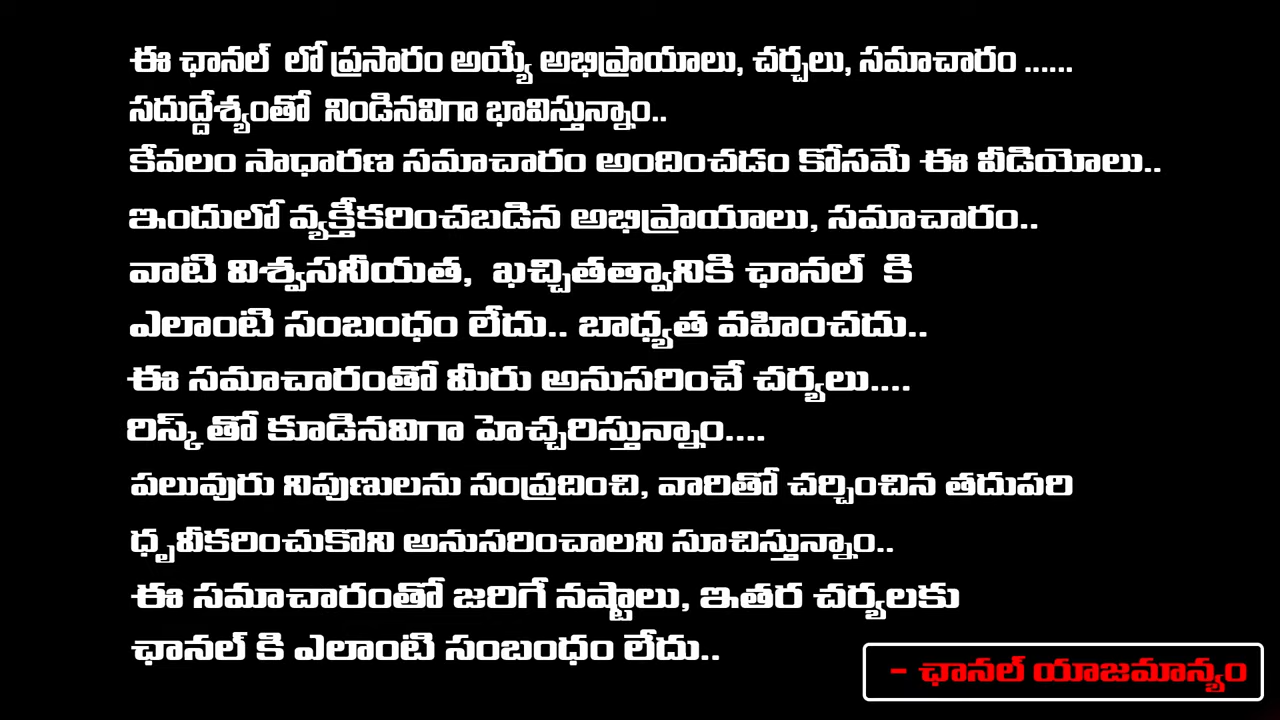 ఈ ఛానల్ లో ప్రసారం అయ్యే అభిప్రాయాలు, చర్చలు, సమాచారం ......
సదుద్దేశ్యంతో నిండినవిగా భావిస్తున్నాం..
కేవలం సాధారణ సమాచారం అందించడం కోసమే ఈ వీడియోలు..
ఇందులో వ్యక్తీకరించబడిన అభిప్రాయాలు, సమాచారం..
వాటి విశ్వసనీయత, ఖచ్చితత్వానికి ఛానల్ కి
ఎలాంటి సంబంధం లేదు.. బాధ్యత వహించదు..
ఈ సమాచారంతో మీరు అనుసరించే చర్యలు....
రిస్క్ తో కూడినవిగా హెచ్చరిస్తున్నాం....
పలువురు నిపుణులను సంప్రదించి, వారితో చర్చించిన తదుపరి
ధృవీకరించుకొని అనుసరించాలని సూచిస్తున్నాం..
ఈ సమాచారంతో జరిగే నష్టాలు, ఇతర చర్యలకు
ఛానల్ కి ఎలాంటి సంబంధం లేదు..
- ఛానల్ యాజమాన్యం